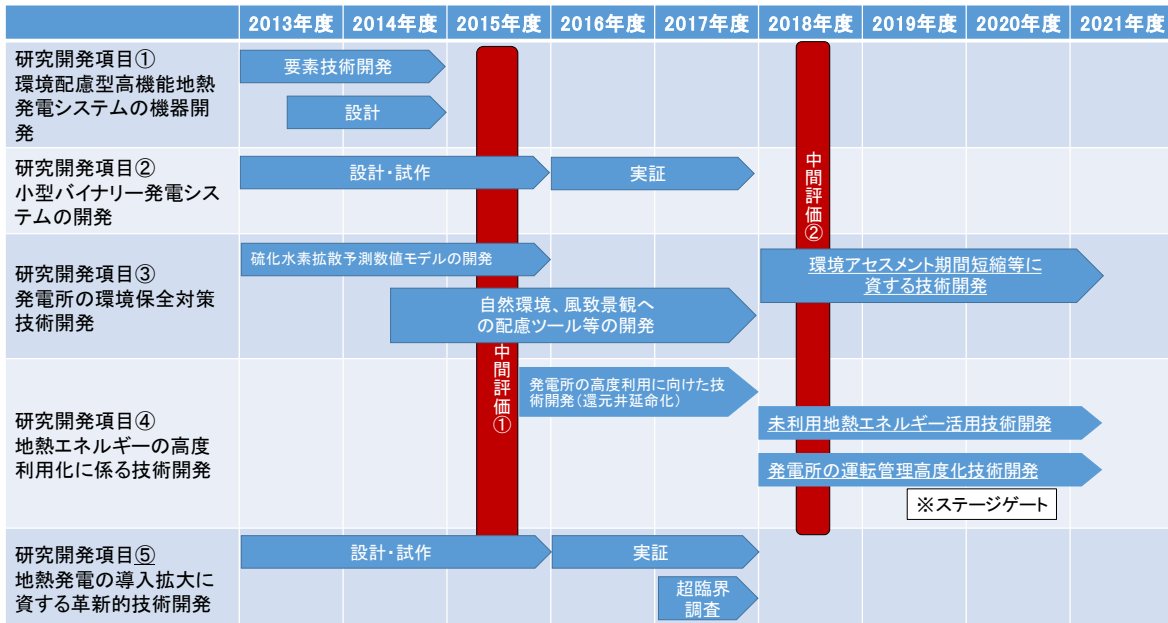 2013年度 2014年度 2015年度 2016年度 2017年度 2018年度 2019年度 2020年度 2021年度
研究開発項目①
環境配慮型高機能地熱
発電システムの機器開
発
要素技術開発
設計
研究開発項目②
小型バイナリー発電シス
テムの開発
設計・試作
実証
研究開発項目③
発電所の環境保全対策
技術開発
硫化水素拡散予測数値モデルの開発
自然環境、風致景観へ
の配慮ツール等の開発
環境アセスメント期間短縮等に
資する技術開発
中間評価①
中間評価②
研究開発項目④
地熱エネルギーの高度
利用化に係る技術開発
発電所の高度利用に向けた技
術開発(還元井延命化)
未利用地熱エネルギー活用技術開発
発電所の運転管理高度化技術開発
※ステージゲート
研究開発項目⑤
地熱発電の導入拡大に
資する革新的技術開発
設計・試作
実証
超臨界
調査